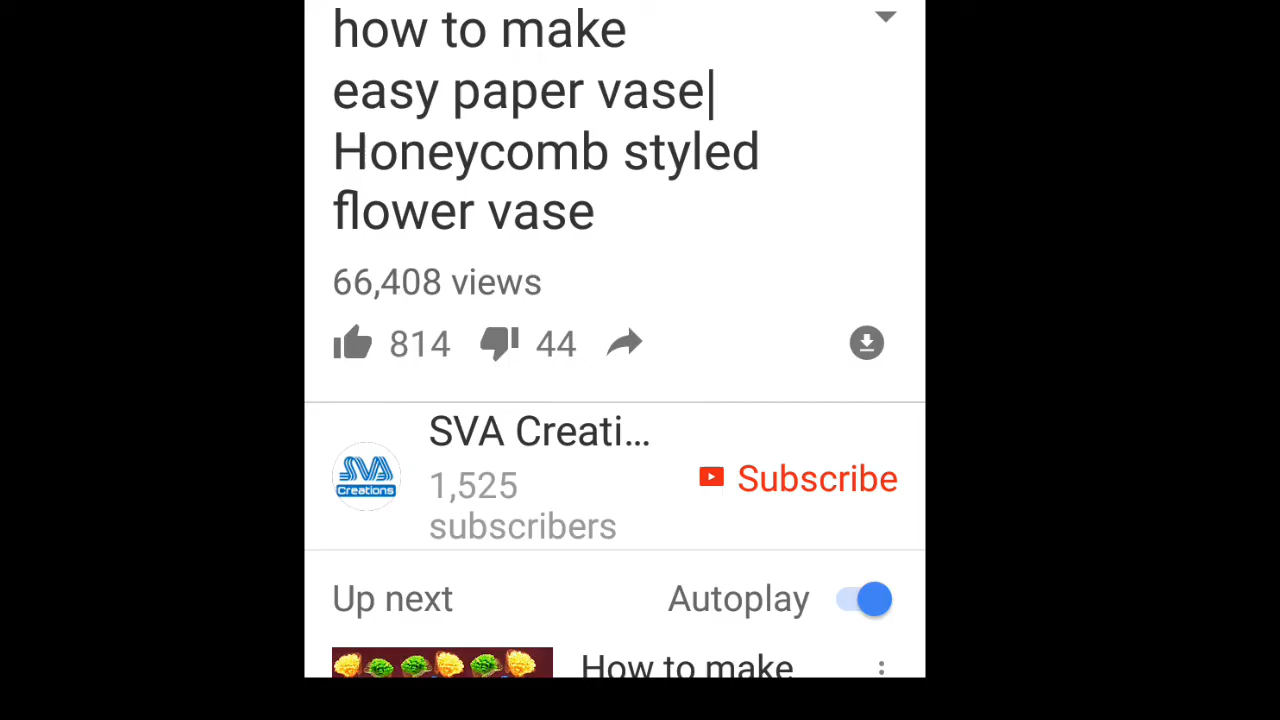 how to make
easy paper vase|
Honeycomb styled
flower vase
66,408 views
814 44
SVA Creati...
SVA
Creations
1,525
subscribers
Subscribe
Up next Autoplay
How to make